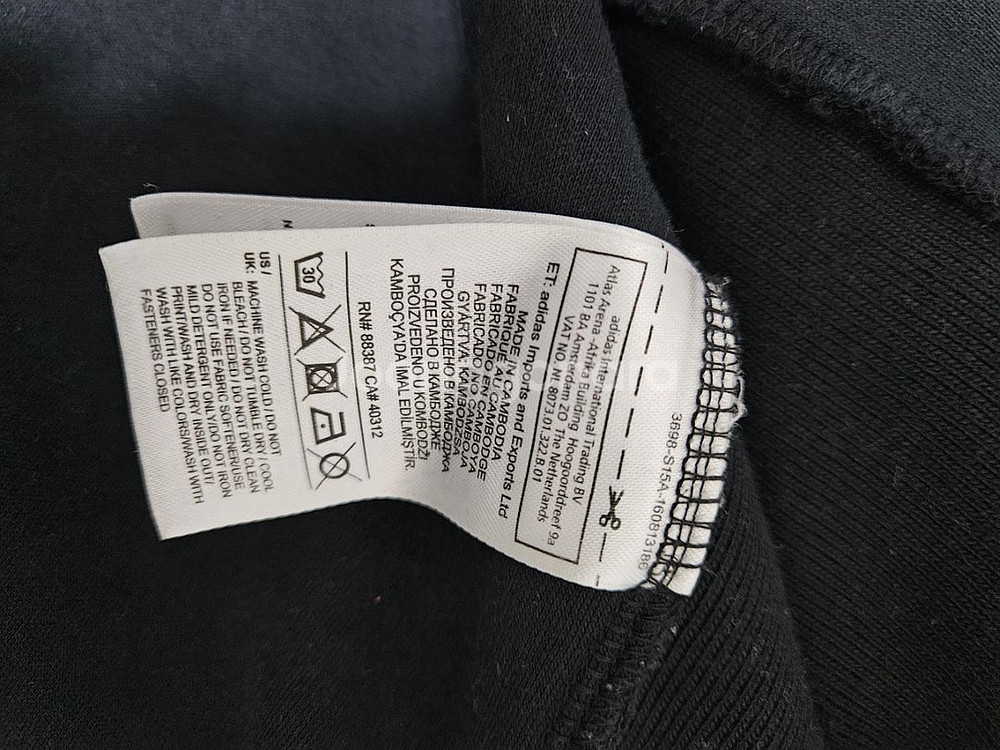 3698-S15A-160813186
adidas International Trading BV
Atlas Arena -Afrika Building, Hoogoorddreef 9a
1101 BA Amsterdam ZO, The Netherlands
VAT NO. Nl 8073.01.322.B.01
ET: adidas Imports and Exports Ltd
MADE IN CAMBODIA
FABRIQUE AU CAMBODGE
FABRICADO EN CAMBOYA
FABRICADO NO CAMBOJA
GYÁRTVA: KAMBODZSA
ПРОИЗВЕДЕНО В КАМБОДЖА
СДЕЛАНО В КАМБОДЖЕ
PROIZVEDENO U KOMBODŽI
KAMBOÇYA'DA İMAL EDİLMİŞTİR.
RN# 88387 CA# 40312
30
US /
UK: MACHINE WASH COLD / DO NOT
BLEACH / DO NOT TUMBLE DRY / COOL
IRON IF NEEDED / DO NOT DRY CLEAN
DO NOT USE FABRIC SOFTENER/USE
MILD DETERGENT ONLY/DO NOT IRON
PRINT/WASH AND DRY INSIDE OUT/
WASH WITH LIKE COLORS/WASH WITH
FASTENERS CLOSED